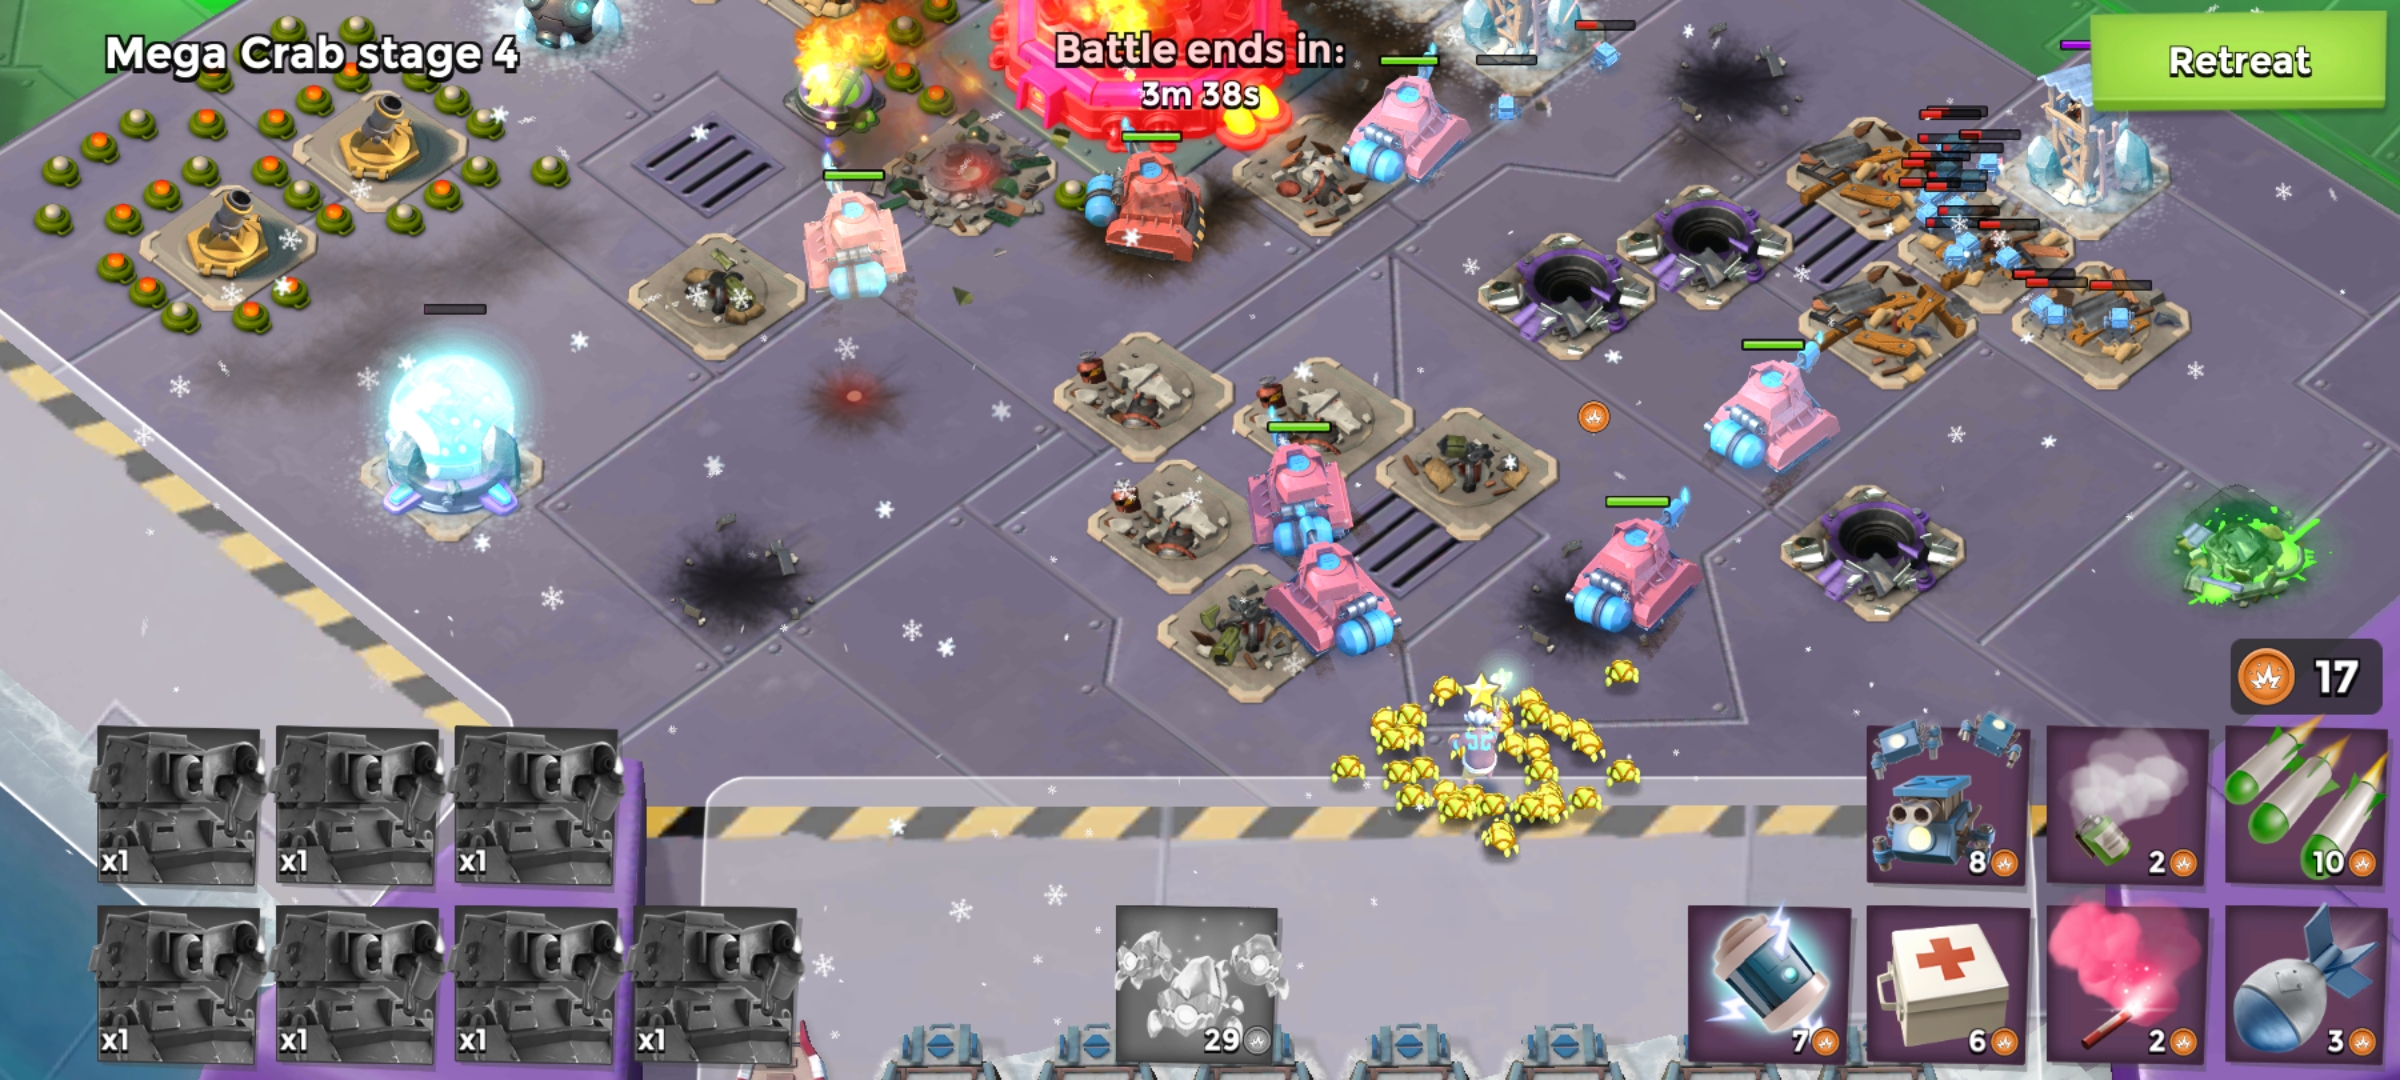 Mega Crab stage 4
Battle ends in:
3m 38s
Retreat
17
x1
x1
x1
8
2
10
x1
x1
x1
x1
29
7
6
2
3